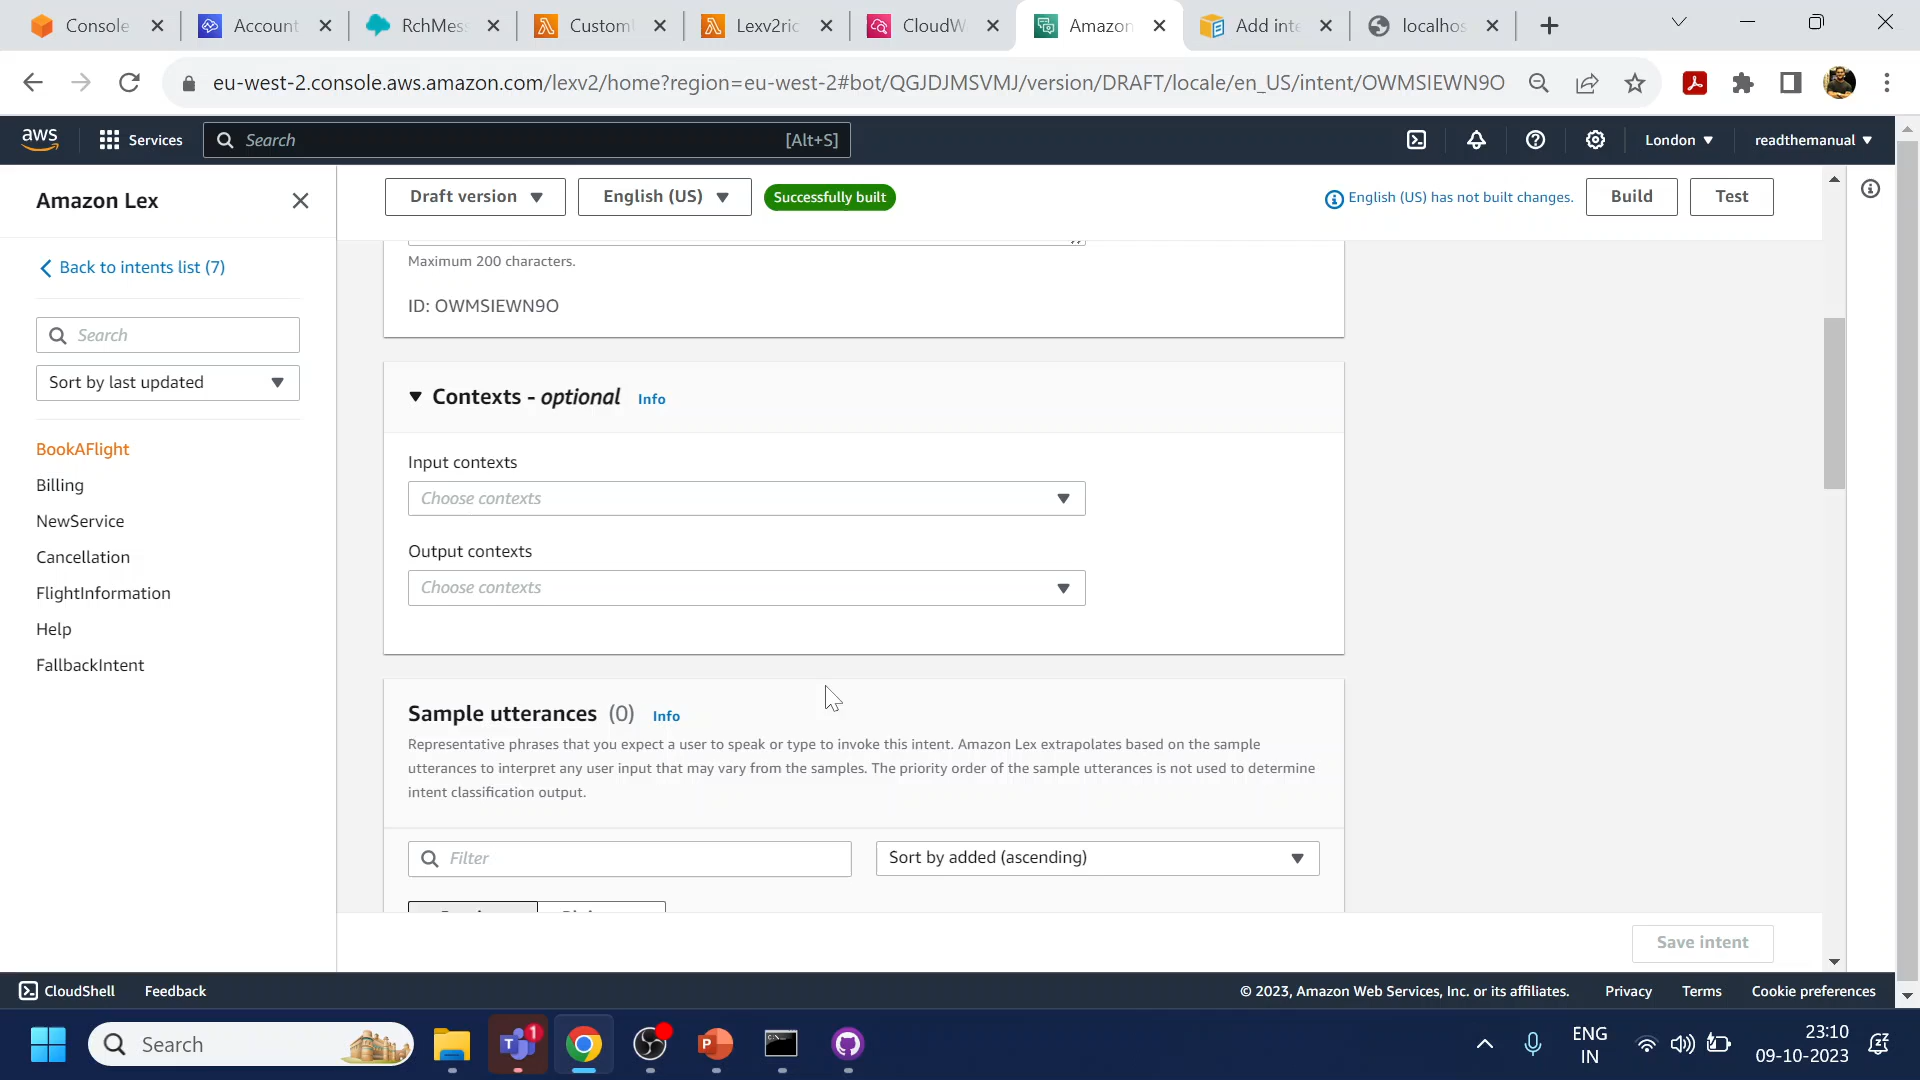 Console
Account
RchMes
Custom
Lexv2ric
CloudW
Amazon
Add inte
localhos
eu-west-2.console.aws.amazon.com/lexv2/home?region=eu-west-2#bot/QGJDJMSVMJ/version/DRAFT/locale/en_US/intent/OWMSIEWN9O
aws
Services
Search
[Alt+S]
London
readthemanual
Amazon Lex
Draft version
English (US)
Successfully built
English (US) has not built changes.
Build
Test
Back to intents list (7)
Search
Sort by last updated
BookAFlight
Billing
NewService
Cancellation
FlightInformation
Help
FallbackIntent
Maximum 200 characters.
ID: OWMSIEWN9O
Contexts - optional Info
Input contexts
Choose contexts
Output contexts
Choose contexts
Sample utterances (0) Info
Representative phrases that you expect a user to speak or type to invoke this intent. Amazon Lex extrapolates based on the sample
utterances to interpret any user input that may vary from the samples. The priority order of the sample utterances is not used to determine
intent classification output.
Filter
Sort by added (ascending)
Save intent
CloudShell
Feedback
© 2023, Amazon Web Services, Inc. or its affiliates.
Privacy
Terms
Cookie preferences
Search
1
ENG
IN
23:10
09-10-2023